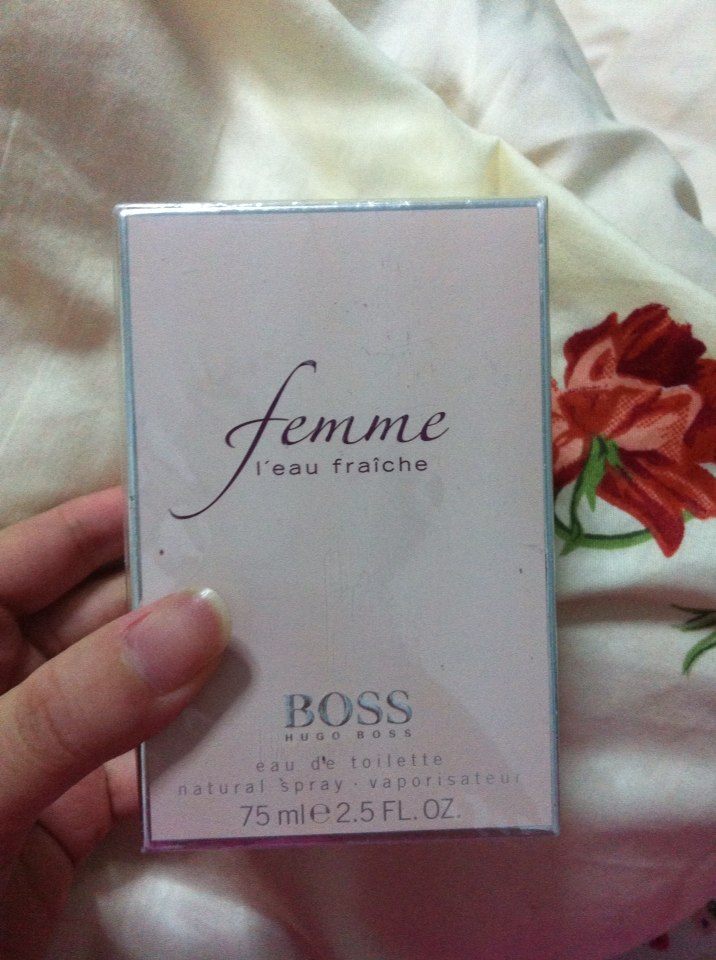 femme
l'eau fraîche
BOSS
HUGO BOSS
eau de toilette
natural spray · vaporisateur
75 ml e 2.5 FL. OZ.